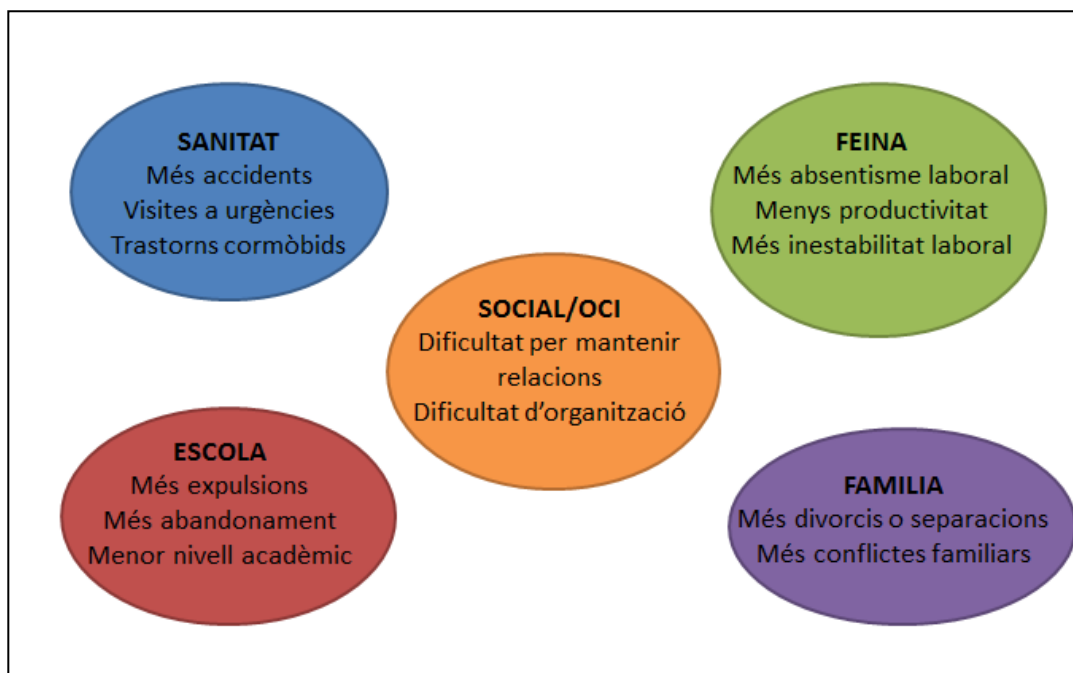 SANITAT
Més accidents
Visites a urgències
Trastorns cormòbids
FEINA
Més absentisme laboral
Menys productivitat
Més inestabilitat laboral
SOCIAL/OCI
Dificultat per mantenir
relacions
Dificultat d’organització
ESCOLA
Més expulsions
Més abandonament
Menor nivell acadèmic
FAMILIA
Més divorcis o separacions
Més conflictes familiars